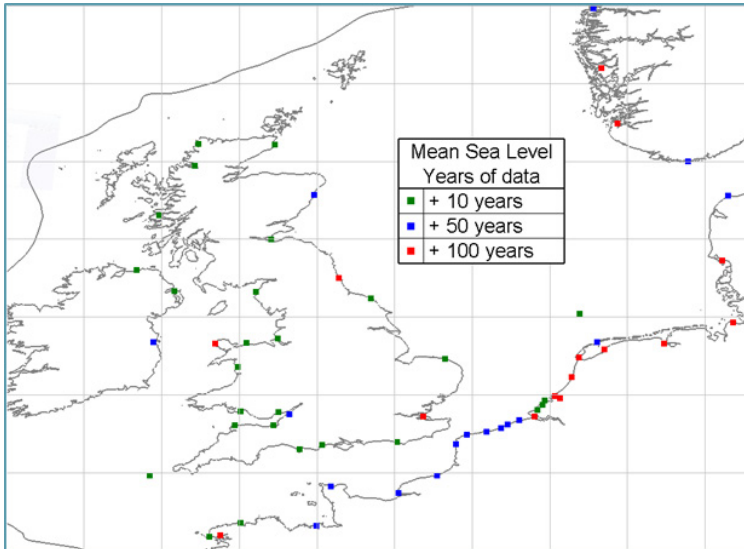 Mean Sea Level
Years of data
+ 10 years
+ 50 years
+ 100 years